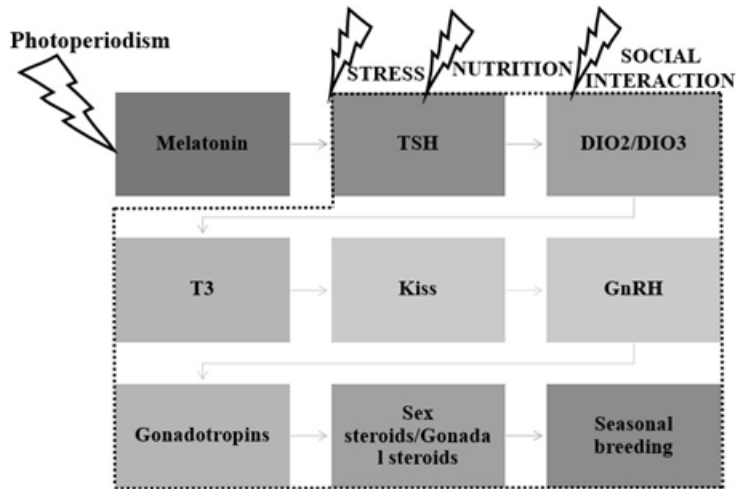 Photoperiodism
STRESS
NUTRITION
SOCIAL
INTERACTION
Melatonin
TSH
DIO2/DIO3
T3
Kiss
GnRH
Gonadotropins
Sex
steroids/Gonada
l steroids
Seasonal
breeding